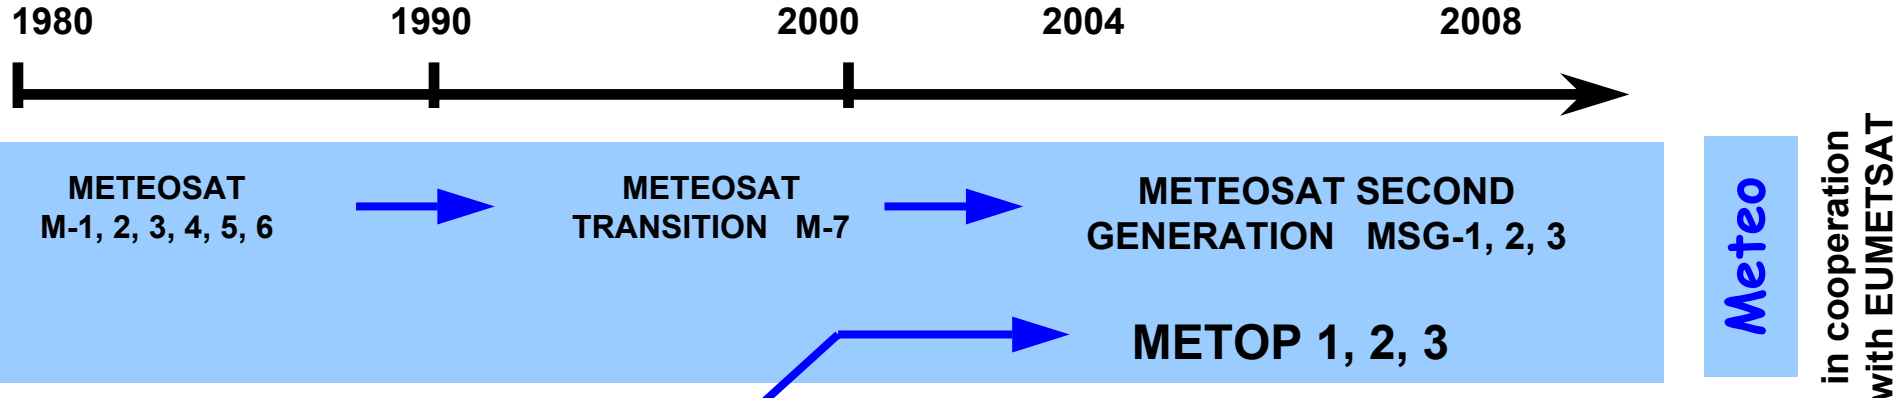 1980 1990 2000 2004 2008
METEOSAT
M-1, 2, 3, 4, 5, 6
METEOSAT
TRANSITION M-7
METEOSAT SECOND
GENERATION MSG-1, 2, 3
METOP 1, 2, 3
Meteo
in cooperation
with EUMETSAT